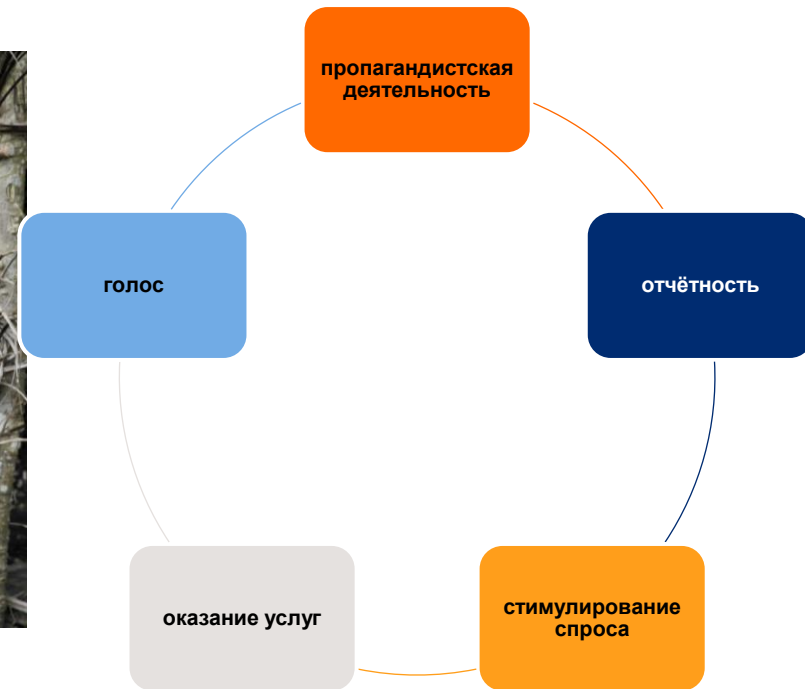 пропагандистская
деятельность
голос
отчётность
оказание услуг
стимулирование
спроса